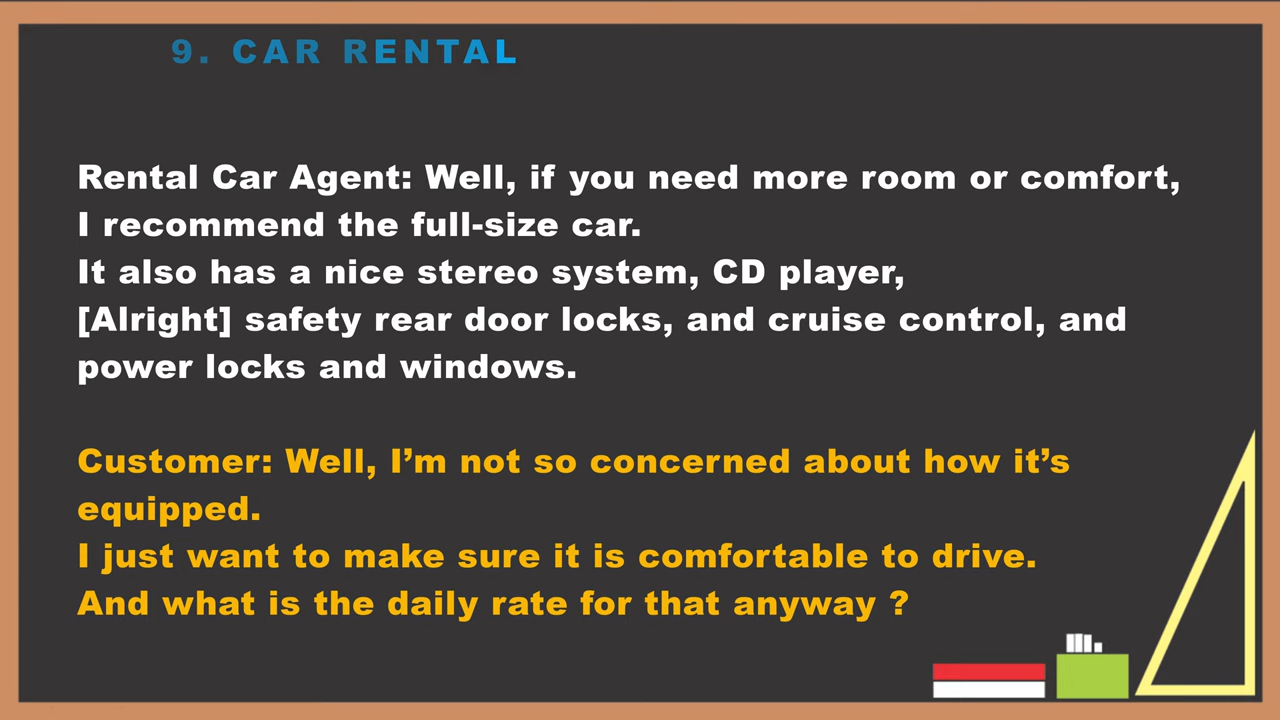 9. CAR RENTAL
Rental Car Agent: Well, if you need more room or comfort,
I recommend the full-size car.
It also has a nice stereo system, CD player,
[Alright] safety rear door locks, and cruise control, and
power locks and windows.
Customer: Well, I’m not so concerned about how it’s
equipped.
I just want to make sure it is comfortable to drive.
And what is the daily rate for that anyway ?